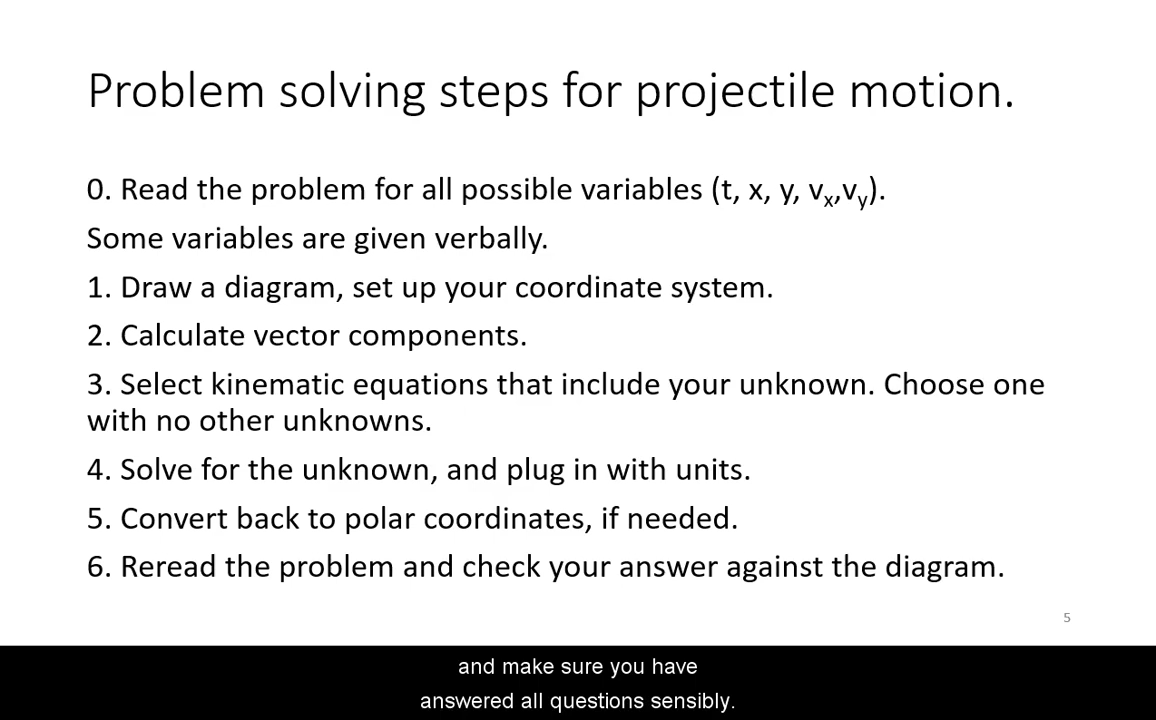 Problem solving steps for projectile motion.
0. Read the problem for all possible variables (t, x, y, vₓ,vᵧ).
Some variables are given verbally.
1. Draw a diagram, set up your coordinate system.
2. Calculate vector components.
3. Select kinematic equations that include your unknown. Choose one
with no other unknowns.
4. Solve for the unknown, and plug in with units.
5. Convert back to polar coordinates, if needed.
6. Reread the problem and check your answer against the diagram.
5
and make sure you have
answered all questions sensibly.